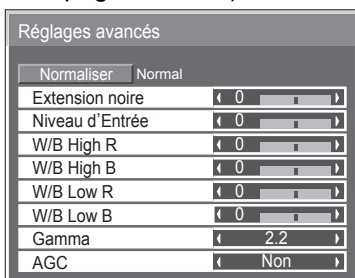 Réglages avancés
Normaliser Normal
Extension noire 0
Niveau d’Entrée 0
W/B High R 0
W/B High B 0
W/B Low R 0
W/B Low B 0
Gamma 2.2
AGC Non